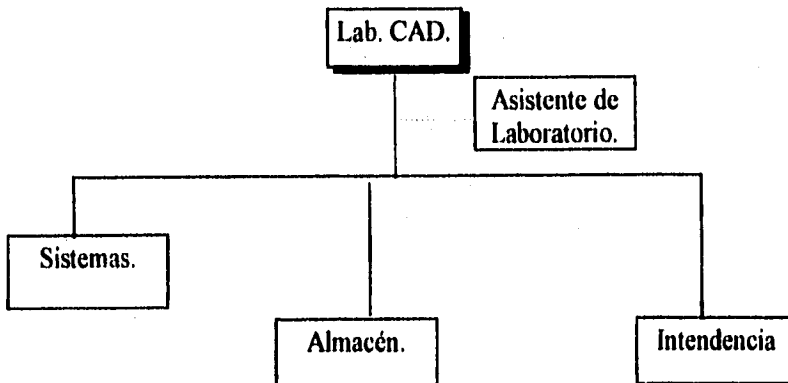 Lab. CAD.
Asistente de
Laboratorio.
Sistemas.
Almacén.
Intendencia